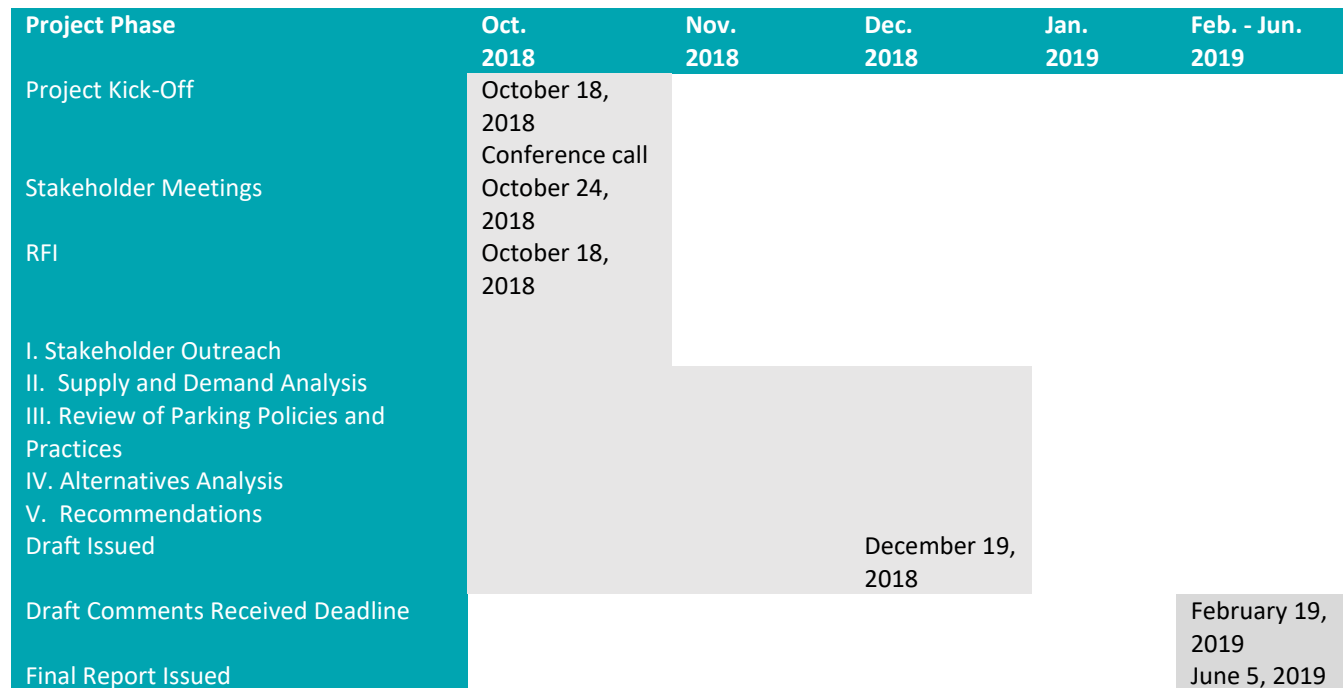 Project Phase Oct. Nov. Dec. Jan. Feb. - Jun.
2018 2018 2018 2019 2019
Project Kick-Off October 18,
2018
Conference call
Stakeholder Meetings October 24,
2018
RFI October 18,
2018
I. Stakeholder Outreach
II. Supply and Demand Analysis
III. Review of Parking Policies and
Practices
IV. Alternatives Analysis
V. Recommendations
Draft Issued December 19,
2018
Draft Comments Received Deadline February 19,
2019
Final Report Issued June 5, 2019